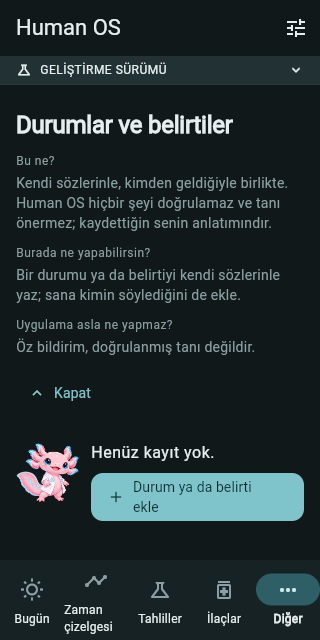 Human OS
GELİŞTİRME SÜRÜMÜ
Durumlar ve belirtiler
Bu ne?
Kendi sözlerinle, kimden geldiğiyle birlikte.
Human OS hiçbir şeyi doğrulamaz ve tanı
önermez; kaydettiğin senin anlatımındır.
Burada ne yapabilirsin?
Bir durumu ya da belirtiyi kendi sözlerinle
yaz; sana kimin söylediğini de ekle.
Uygulama asla ne yapmaz?
Öz bildirim, doğrulanmış tanı değildir.
Kapat
Henüz kayıt yok.
Durum ya da belirti
ekle
Bugün
Zaman
çizelgesi
Tahliller
İlaçlar
Diğer